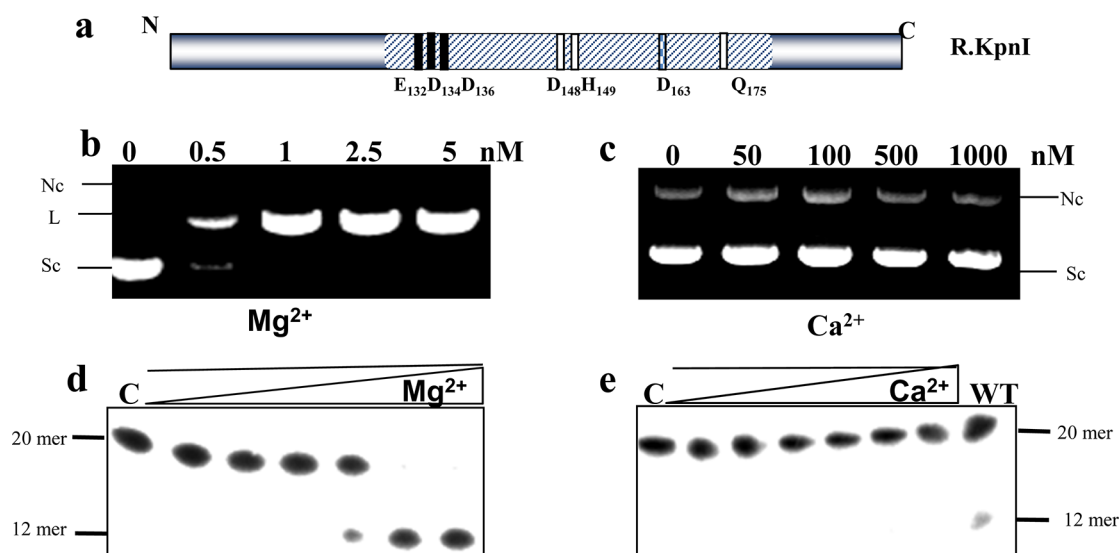 a
N
C
R.KpnI
E₁₃₂D₁₃₄D₁₃₆ D₁₄₈H₁₄₉ D₁₆₃ Q₁₇₅
b
0 0.5 1 2.5 5 nM
Nc
L
Sc
Mg²⁺
c
0 50 100 500 1000 nM
Nc
Sc
Ca²⁺
d
C Mg²⁺
20 mer
12 mer
e
C Ca²⁺ WT
20 mer
12 mer